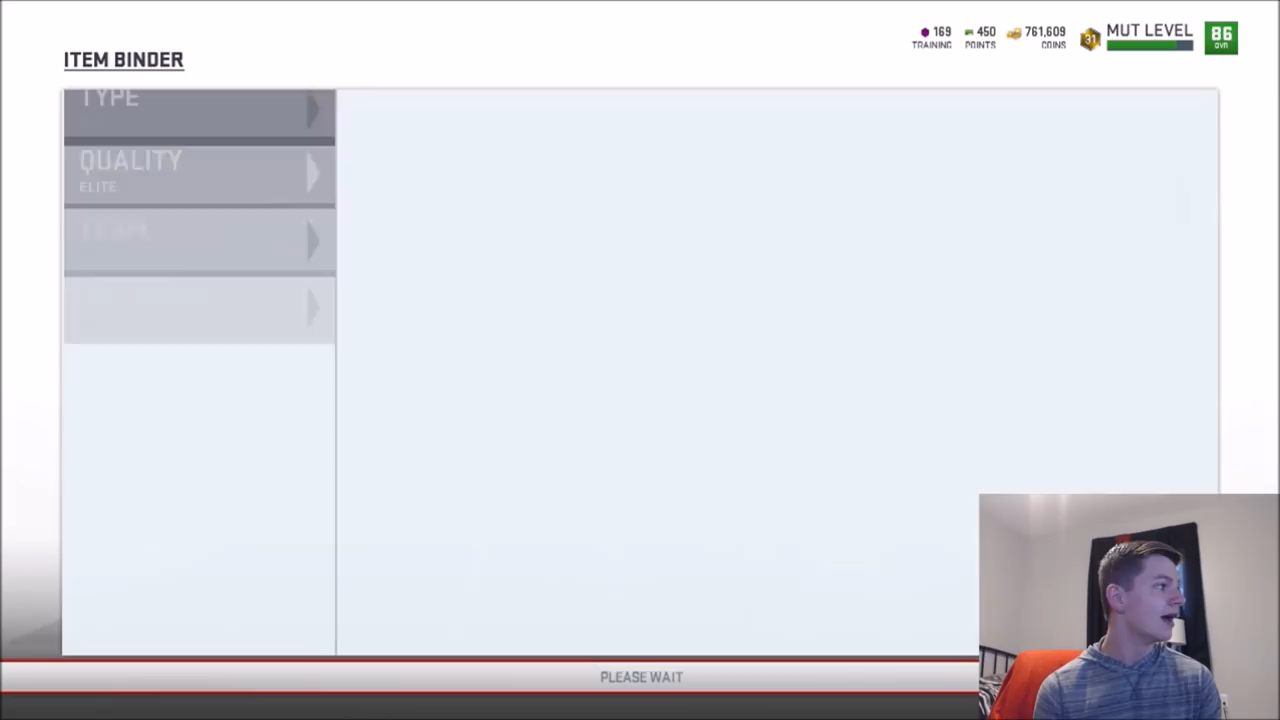 ITEM BINDER
169 TRAINING
450 POINTS
761,609 COINS
31
MUT LEVEL
86 OVR
TYPE
QUALITY
ELITE
PLEASE WAIT